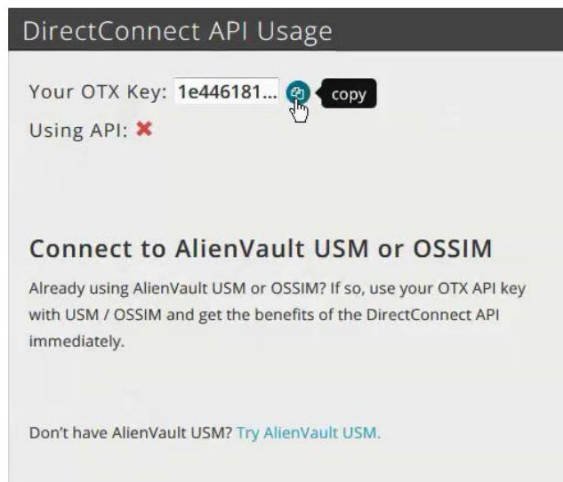 DirectConnect API Usage
Your OTX Key: 1e446181... copy
Using API:
Connect to AlienVault USM or OSSIM
Already using AlienVault USM or OSSIM? If so, use your OTX API key
with USM / OSSIM and get the benefits of the DirectConnect API
immediately.
Don't have AlienVault USM? Try AlienVault USM.